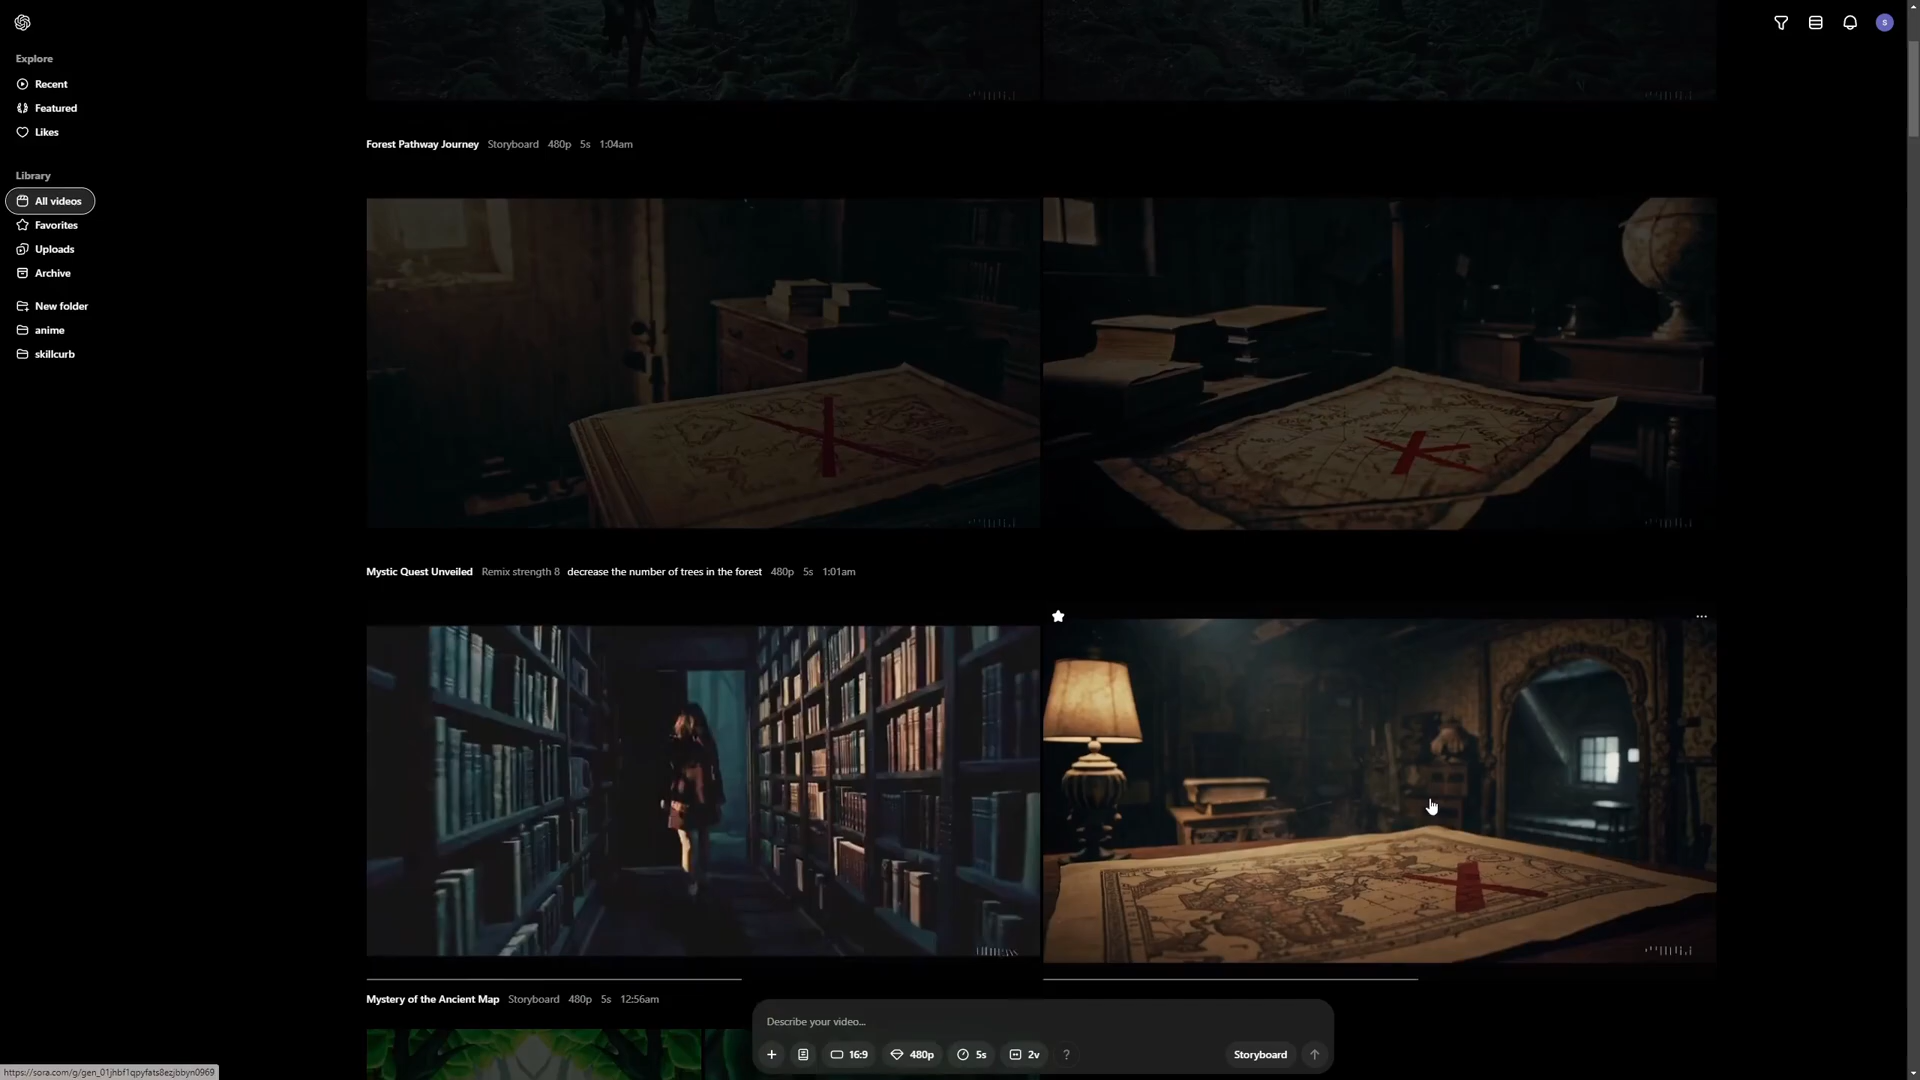 Explore
Recent
Featured
Likes
Library
All videos
Favorites
Uploads
Archive
New folder
anime
skillcurb
S
Forest Pathway Journey Storyboard 480p 5s 1:04am
Mystic Quest Unveiled Remix strength 8 decrease the number of trees in the forest 480p 5s 1:01am
Mystery of the Ancient Map Storyboard 480p 5s 12:56am
Describe your video...
16:9 480p 5s 2v ? Storyboard
https://sora.com/g/gen_01jhbf1qpyfats8ezjbbyn0969